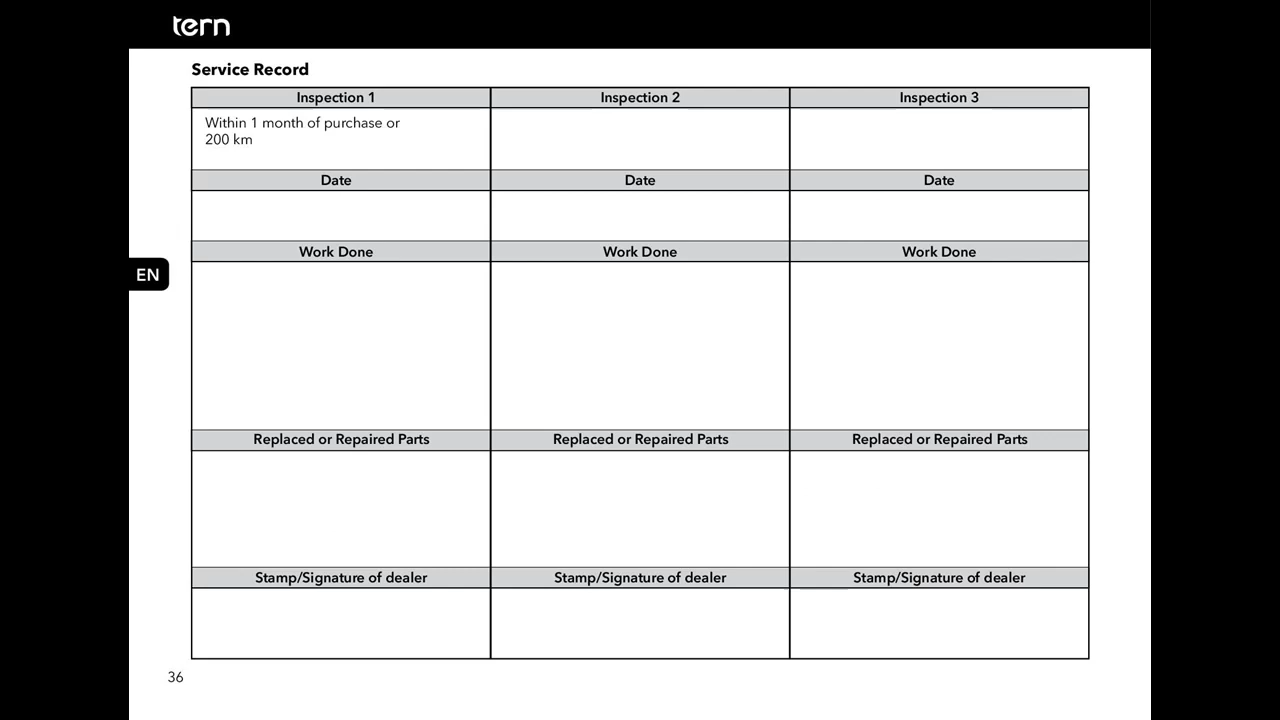 tern
Service Record
Inspection 1 Inspection 2 Inspection 3
Within 1 month of purchase or
200 km
Date Date Date
Work Done Work Done Work Done
EN
Replaced or Repaired Parts Replaced or Repaired Parts Replaced or Repaired Parts
Stamp/Signature of dealer Stamp/Signature of dealer Stamp/Signature of dealer
36